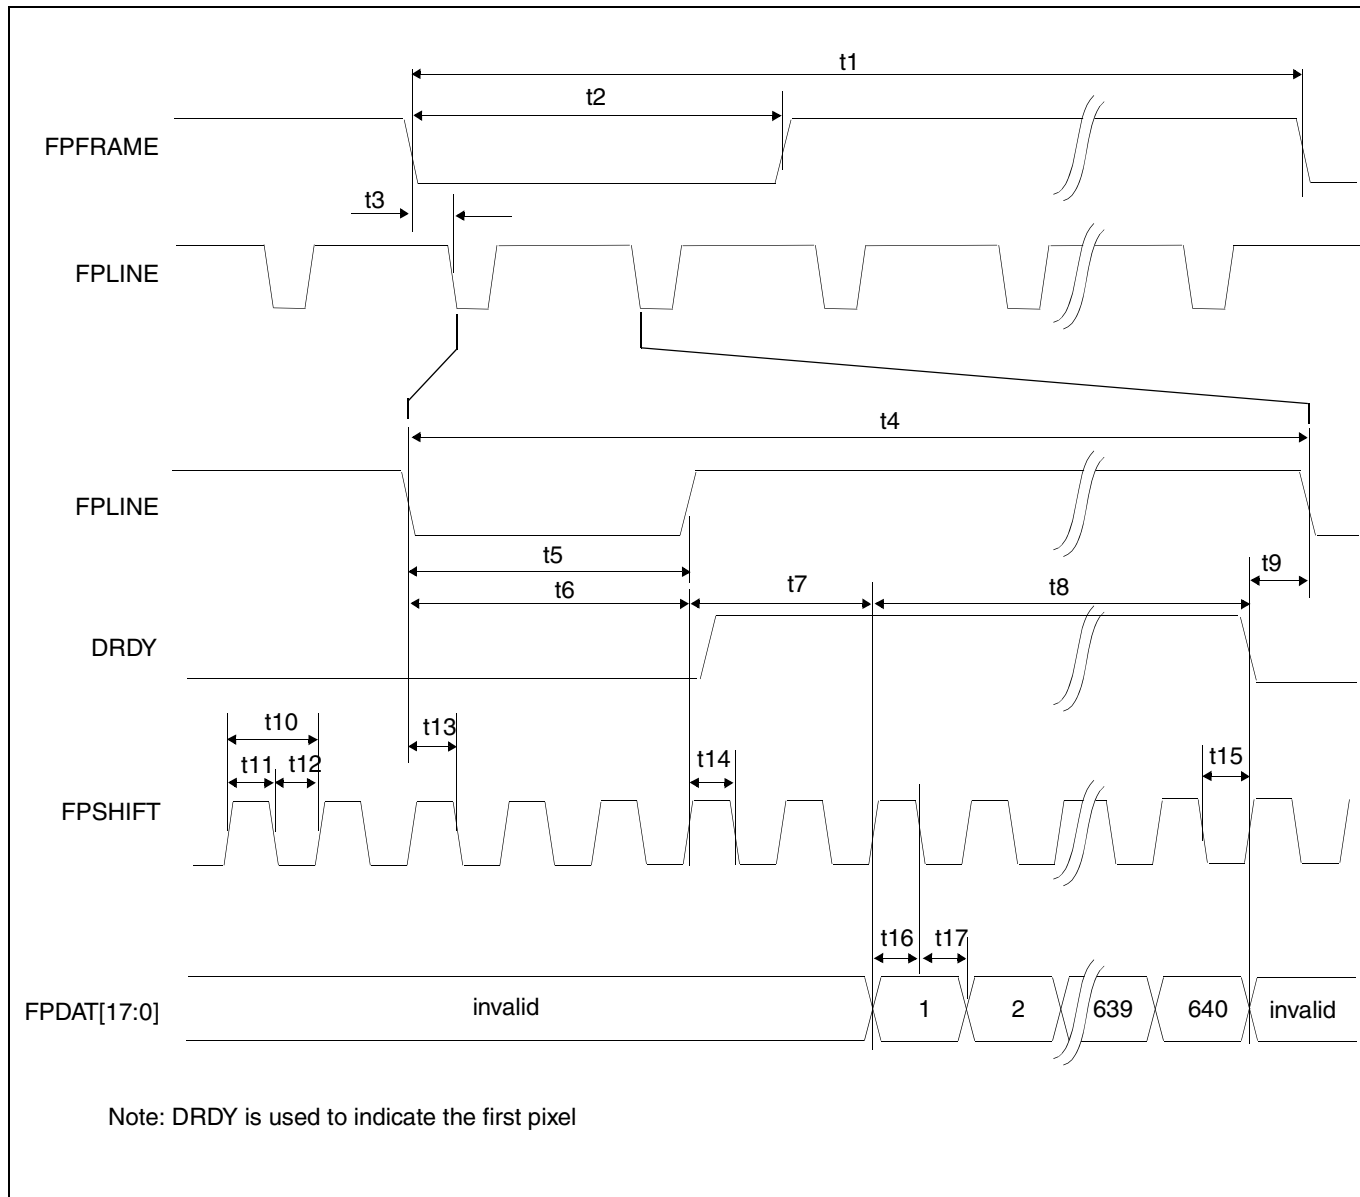 t1
t2
FPFRAME
t3
FPLINE
t4
FPLINE
t5
t9
t6
t7
t8
DRDY
t10
t13
t11
t12
t14
t15
FPSHIFT
t16
t17
FPDAT[17:0]
invalid
1
2
639
640
invalid
Note: DRDY is used to indicate the first pixel